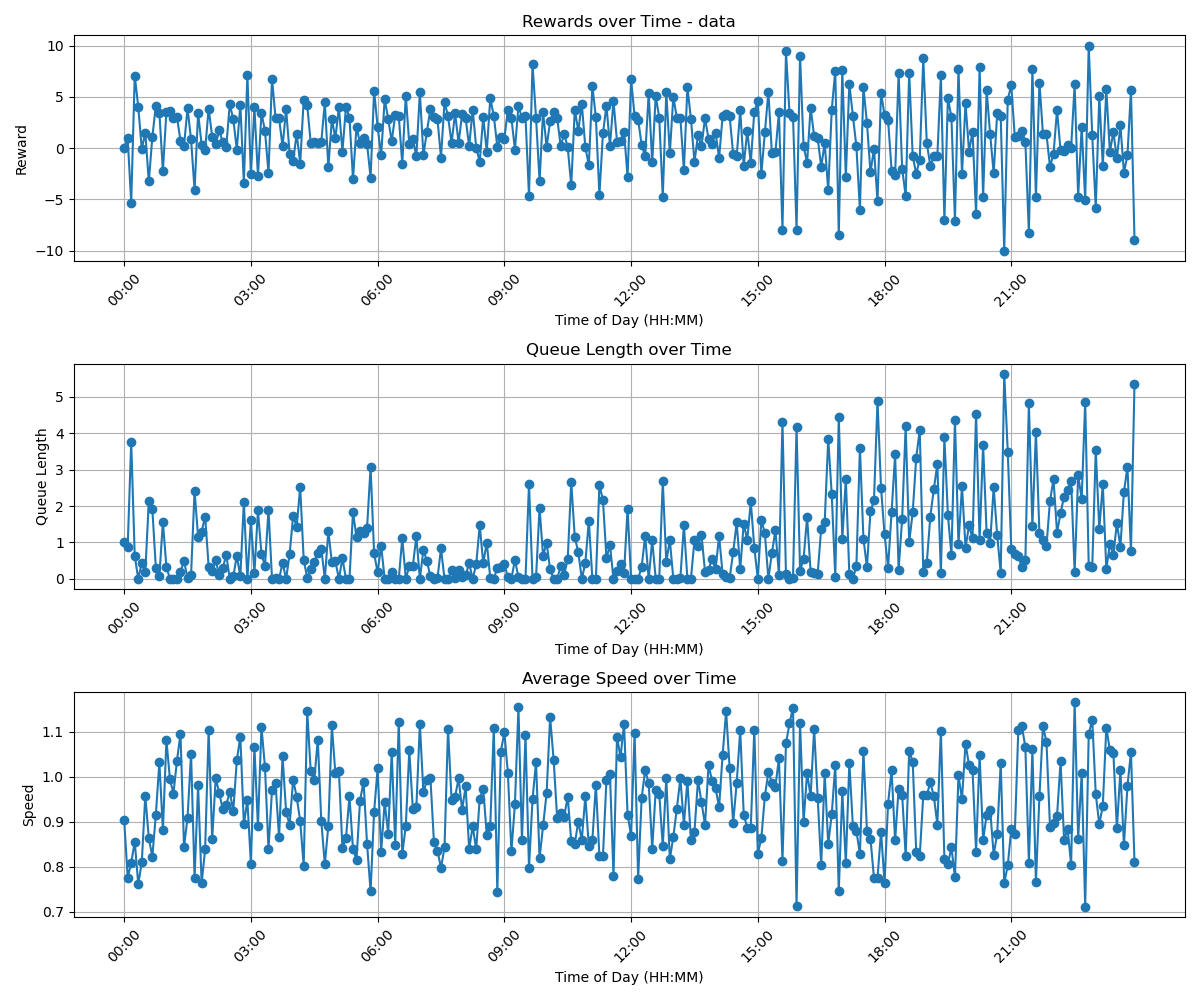 Rewards over Time - data
Reward
10
5
0
−5
−10
00:00 03:00 06:00 09:00 12:00 15:00 18:00 21:00
Time of Day (HH:MM)
Queue Length over Time
Queue Length
5
4
3
2
1
0
00:00 03:00 06:00 09:00 12:00 15:00 18:00 21:00
Time of Day (HH:MM)
Average Speed over Time
Speed
1.1
1.0
0.9
0.8
0.7
00:00 03:00 06:00 09:00 12:00 15:00 18:00 21:00
Time of Day (HH:MM)